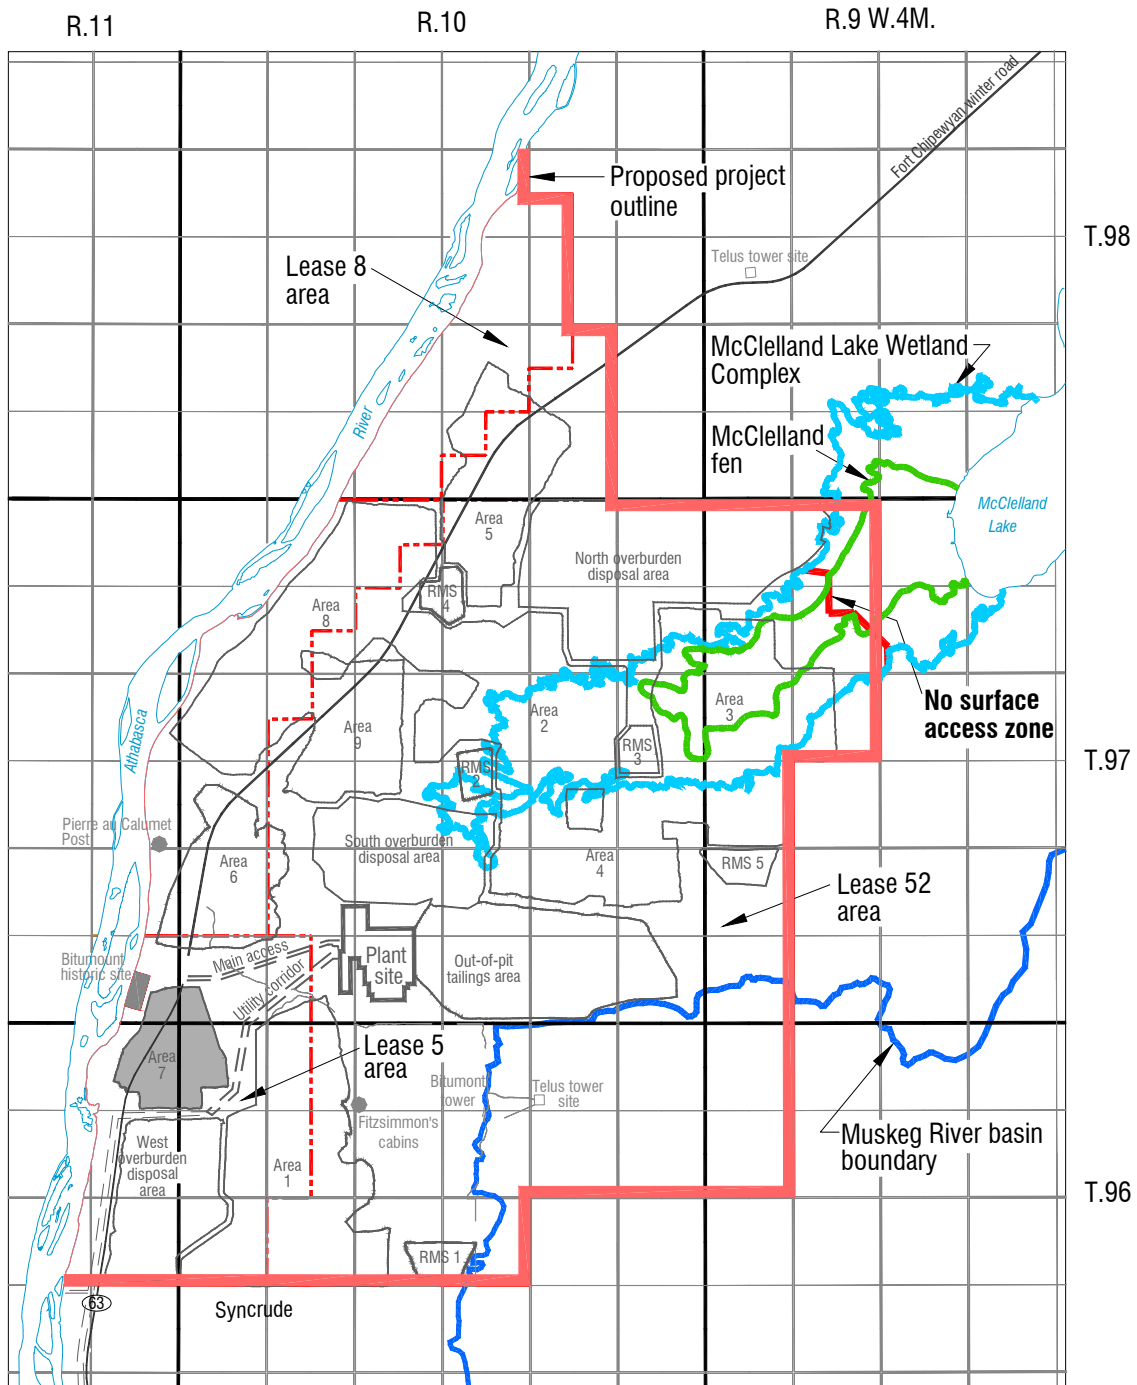 R.11
R.10
R.9 W.4M.
Fort Chipewyan winter road
Proposed project
outline
T.98
Telus tower site
Lease 8
area
McClelland Lake Wetland
Complex
River
McClelland
fen
McClelland
Lake
Area
5
North overburden
disposal area
RMS
4
Area
8
No surface
access zone
Area
3
Area
2
Area
9
RMS
3
RMS
2
T.97
Athabasca
Pierre au Calumet
Post
South overburden
disposal area
Area
6
Area
4
RMS 5
Lease 52
area
Main access
Plant
site
Out-of-pit
tailings area
Bitumount
historic site
Utility corridor
Lease 5
area
Area
7
Bitumont
tower
Telus tower
site
Fitzsimmon's
cabins
Muskeg River basin
boundary
West
overburden
disposal
area
Area
1
T.96
RMS 1
63
Syncrude